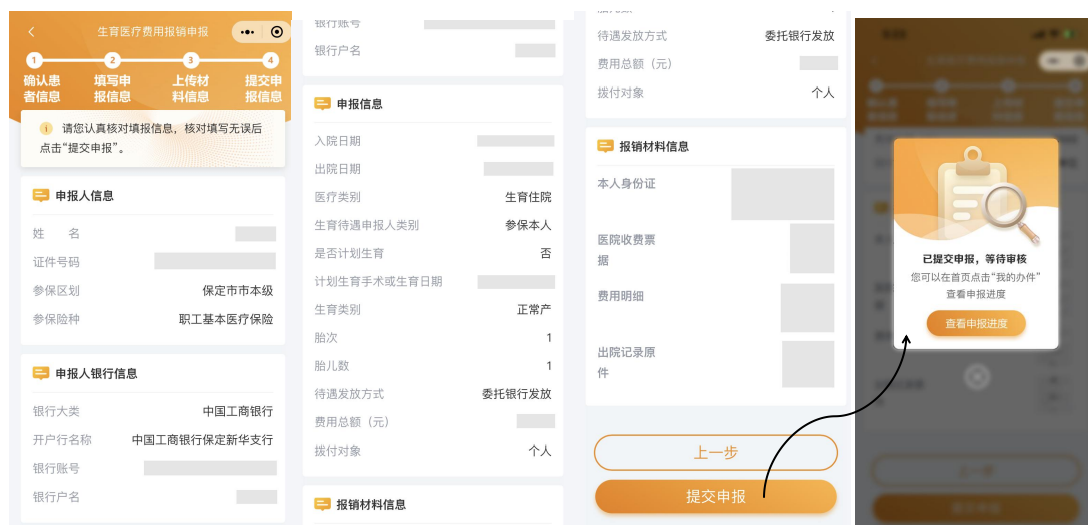 生育医疗费用报销申报
1
2
3
4
确认患
者信息
填写申
报信息
上传材
料信息
提交申
报信息
请您认真核对填报信息，核对填写无误后
点击“提交申报”。
申报人信息
姓 名
证件号码
参保区划 保定市市本级
参保险种 职工基本医疗保险
申报人银行信息
银行大类 中国工商银行
开户行名称 中国工商银行保定新华支行
银行账号
银行户名
银行账号
银行户名
申报信息
入院日期
出院日期
医疗类别 生育住院
生育待遇申报人类别 参保本人
是否计划生育 否
计划生育手术或生育日期
生育类别 正常产
胎次 1
胎儿数 1
待遇发放方式 委托银行发放
费用总额（元）
拨付对象 个人
报销材料信息
待遇发放方式 委托银行发放
费用总额（元）
拨付对象 个人
报销材料信息
本人身份证
医院收费票
据
费用明细
出院记录原
件
上一步
提交申报
已提交申报，等待审核
您可以在首页点击“我的办件”
查看申报进度
查看申报进度